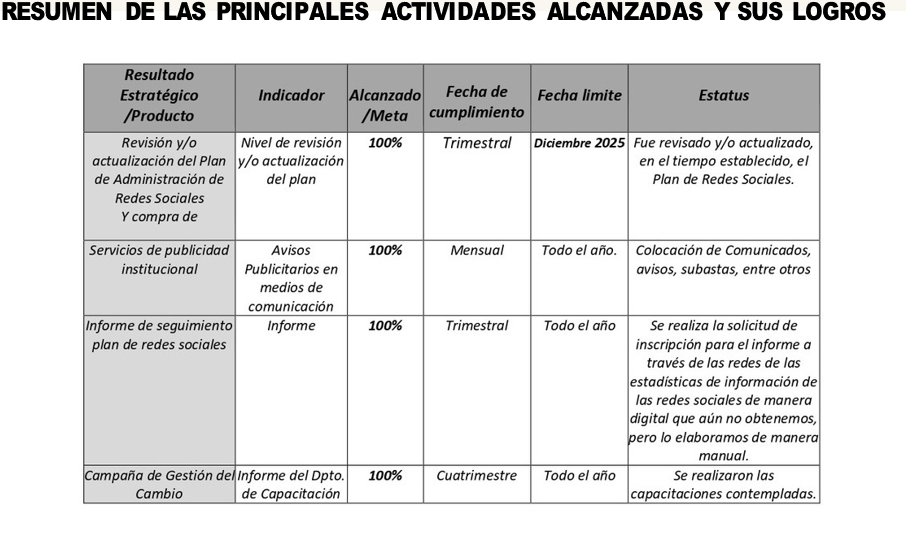 RESUMEN DE LAS PRINCIPALES ACTIVIDADES ALCANZADAS Y SUS LOGROS
Resultado
Estratégico
/Producto
Indicador
Alcanzado
/Meta
Fecha de
cumplimiento
Fecha limite
Estatus
Revisión y/o
actualización del Plan
de Administración de
Redes Sociales
Y compra de
Nivel de revisión
y/o actualización
del plan
100%
Trimestral
Diciembre 2025
Fue revisado y/o actualizado,
en el tiempo establecido, el
Plan de Redes Sociales.
Servicios de publicidad
institucional
Avisos
Publicitarios en
medios de
comunicación
100%
Mensual
Todo el año.
Colocación de Comunicados,
avisos, subastas, entre otros
Informe de seguimiento
plan de redes sociales
Informe
100%
Trimestral
Todo el año
Se realiza la solicitud de
inscripción para el informe a
través de las redes de las
estadísticas de información de
las redes sociales de manera
digital que aún no obtenemos,
pero lo elaboramos de manera
manual.
Campaña de Gestión del
Cambio
Informe del Dpto.
de Capacitación
100%
Cuatrimestre
Todo el año
Se realizaron las
capacitaciones contempladas.